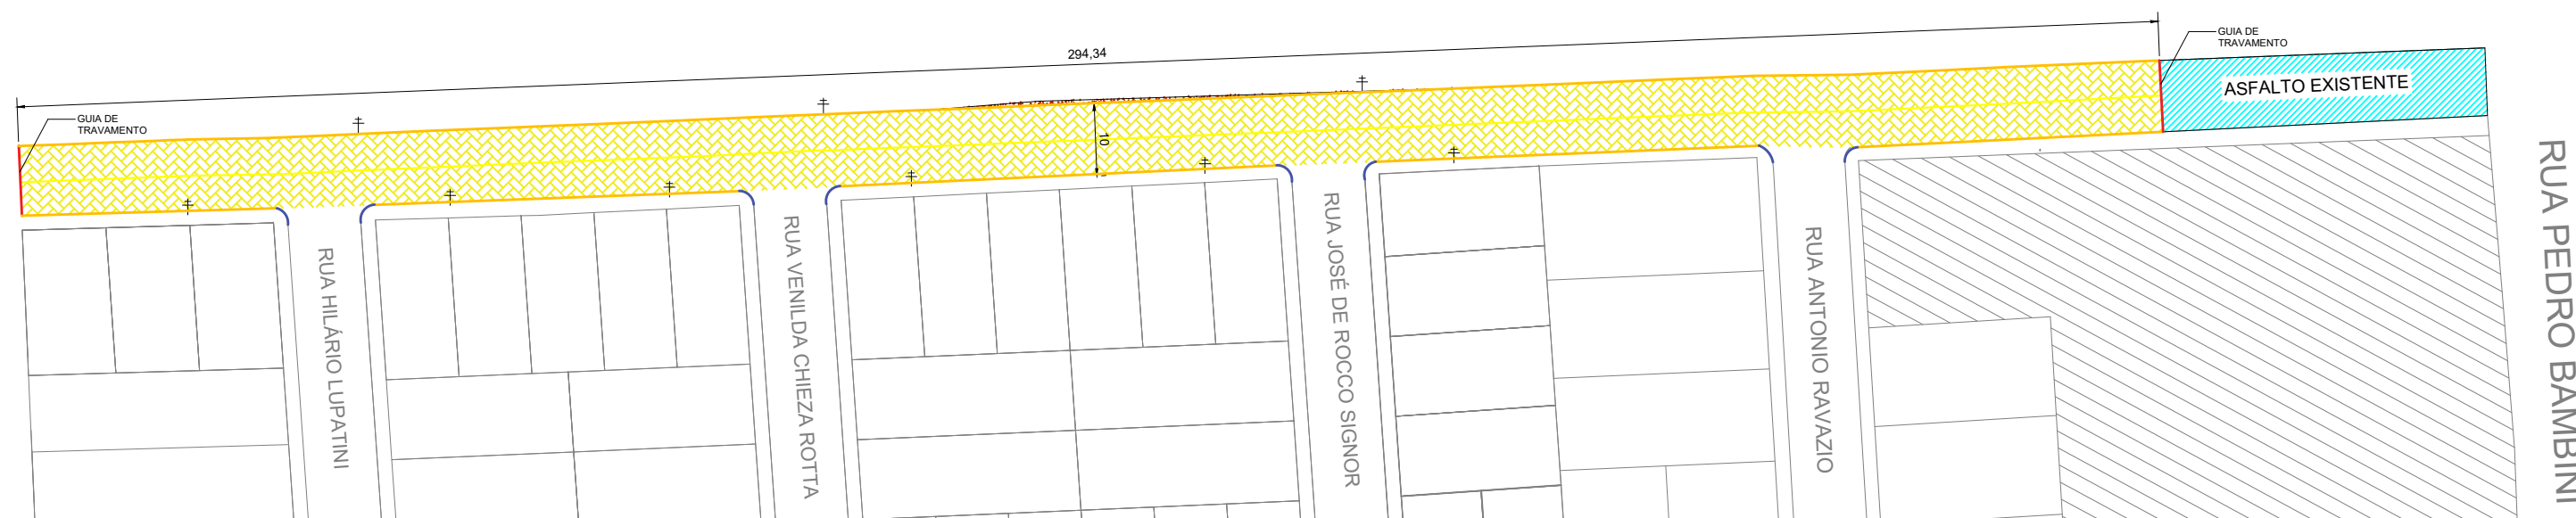 294,34
GUIA DE
TRAVAMENTO
ASFALTO EXISTENTE
GUIA DE
TRAVAMENTO
10
RUA HILÁRIO LUPATINI
RUA VENILDA CHIEZA ROTTA
RUA JOSÉ DE ROCCO SIGNOR
RUA ANTONIO RAVAZIO
RUA PEDRO BAMBINI